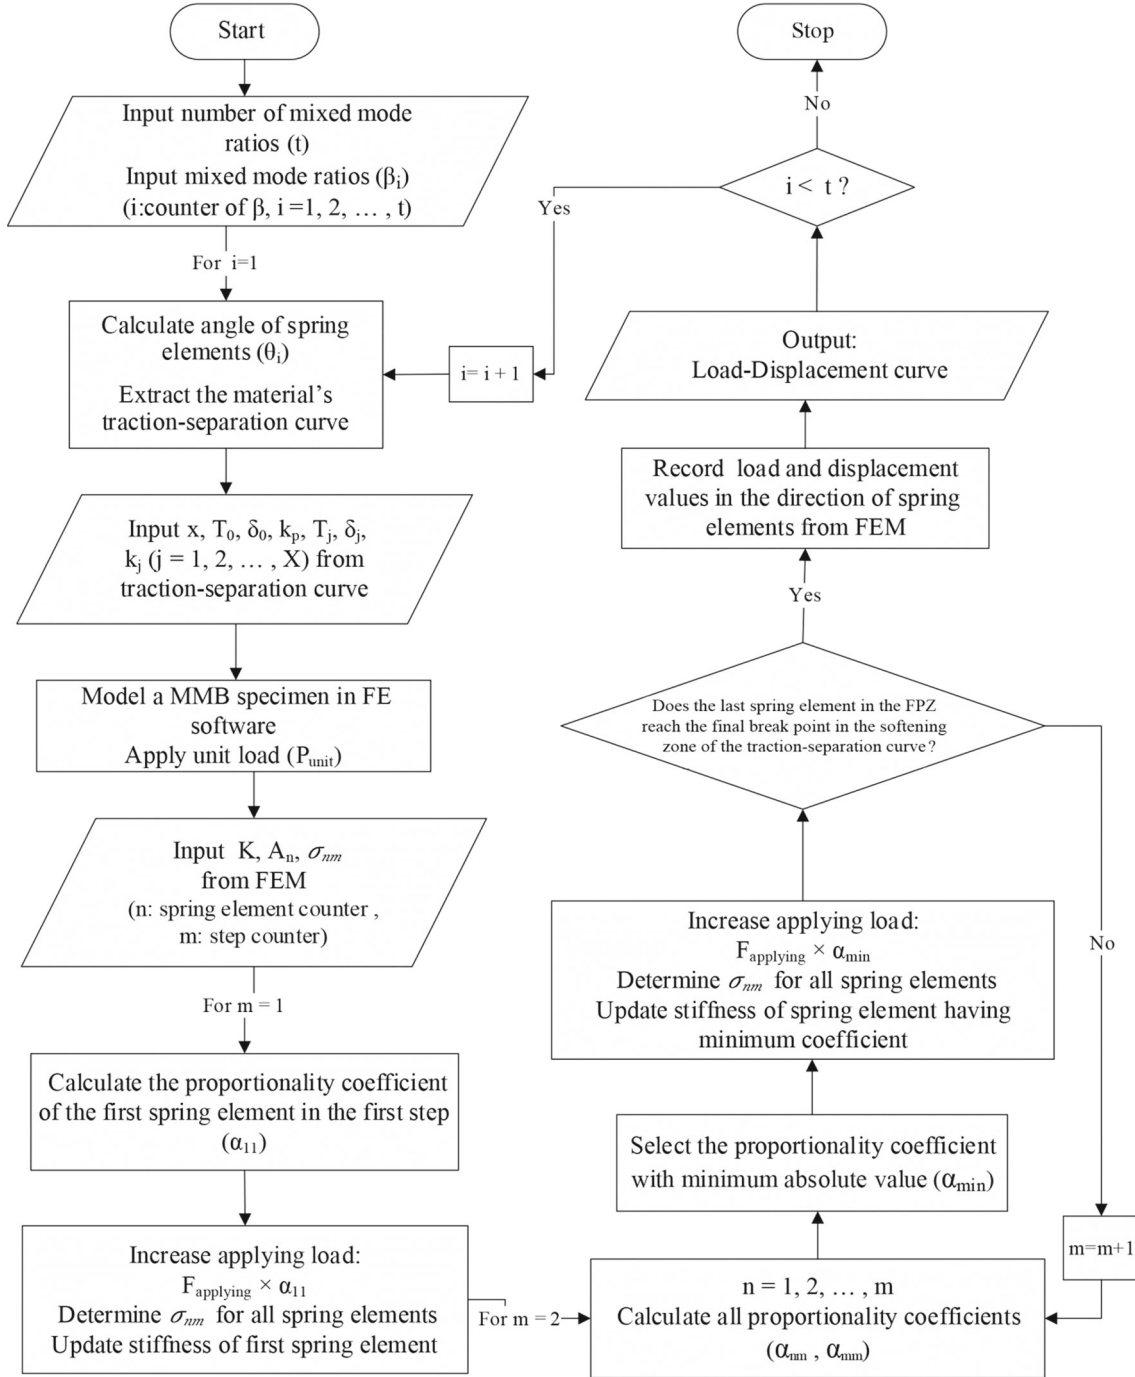 Start
Input number of mixed mode
ratios (t)
Input mixed mode ratios (βᵢ)
(i:counter of β, i =1, 2, … , t)
For i=1
Calculate angle of spring
elements (θᵢ)
Extract the material's
traction-separation curve
i= i + 1
Input x, T₀, δ₀, kₚ, Tⱼ, δⱼ,
kⱼ (j = 1, 2, … , X) from
traction-separation curve
Model a MMB specimen in FE
software
Apply unit load (P_unit)
Input K, Aₙ, σₙₘ
from FEM
(n: spring element counter ,
m: step counter)
For m = 1
Calculate the proportionality coefficient
of the first spring element in the first step
(α₁₁)
Increase applying load:
F_applying × α₁₁
Determine σₙₘ for all spring elements
Update stiffness of first spring element
For m = 2
n = 1, 2, … , m
Calculate all proportionality coefficients
(αₙₘ , αₘₘ)
Select the proportionality coefficient
with minimum absolute value (α_min)
Increase applying load:
F_applying × α_min
Determine σₙₘ for all spring elements
Update stiffness of spring element having
minimum coefficient
Does the last spring element in the FPZ
reach the final break point in the softening
zone of the traction-separation curve?
No
m=m+1
Yes
Record load and displacement
values in the direction of spring
elements from FEM
Output:
Load-Displacement curve
i < t ?
Yes
No
Stop